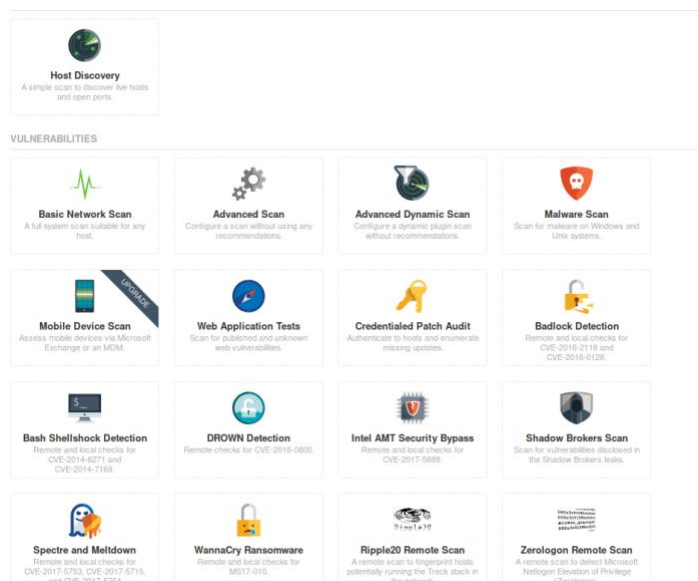 Host Discovery
A simple scan to discover live hosts
and open ports.
VULNERABILITIES
Basic Network Scan
A full system scan suitable for any
host.
Advanced Scan
Configure a scan without using any
recommendations.
Advanced Dynamic Scan
Configure a dynamic plugin scan
without recommendations.
Malware Scan
Scan for malware on Windows and
Unix systems.
UPGRADE
Mobile Device Scan
Assess mobile devices via Microsoft
Exchange or an MDM.
Web Application Tests
Scan for published and unknown
web vulnerabilities.
Credentialed Patch Audit
Authenticate to hosts and enumerate
missing updates.
Badlock Detection
Remote and local checks for
CVE-2016-2118 and
CVE-2016-0128.
$_
Bash Shellshock Detection
Remote and local checks for
CVE-2014-6271 and
CVE-2014-7169.
DROWN Detection
Remote checks for CVE-2016-0800.
Intel AMT Security Bypass
Remote and local checks for
CVE-2017-5689.
Shadow Brokers Scan
Scan for vulnerabilities disclosed in
the Shadow Brokers leaks.
Spectre and Meltdown
Remote and local checks for
CVE-2017-5753, CVE-2017-5715,
and CVE-2017-5754
WannaCry Ransomware
Remote and local checks for
MS17-010.
Ripple20
Ripple20 Remote Scan
A remote scan to fingerprint hosts
potentially running the Treck stack in
the network.
Zerologon Remote Scan
A remote scan to detect Microsoft
Netlogon Elevation of Privilege
(Zerologon).